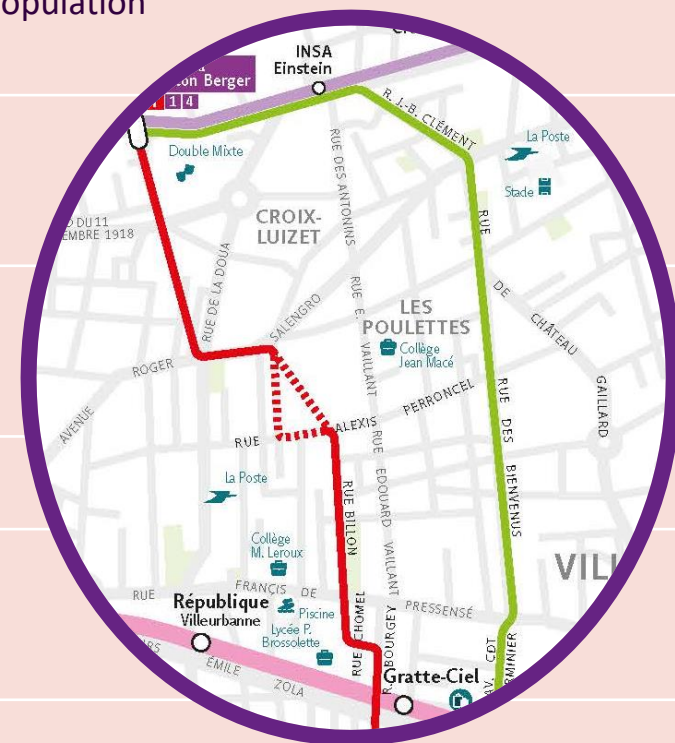 opulation
INSA
Einstein
on Berger
1 4
R. J.-B. CLÉMENT
La Poste
Double Mixte
Stade
RUE DES ANTONINS
DU 11
EMBRE 1918
CROIX-
LUIZET
RUE
DE
CHÂTEAU
GAILLARD
RUE DE LA DOUA
SALENGRO
ROGER
AVENUE
RUE E. VAILLANT
LES
POULETTES
Collège
Jean Macé
PERRONCEL
ALEXIS
RUE
RUE DES BIENVENUS
La Poste
RUE BILLON
RUE EDOUARD VAILLANT
Collège
M. Leroux
VILL
RUE
FRANÇIS DE
PRESSENSÉ
République
Villeurbanne
Piscine
Lycée P.
Brossolette
RUE CHOMEL
R. BOURGEY
AV. CDT
ÉMILE
ZOLA
Gratte-Ciel